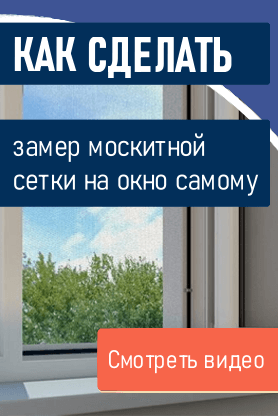 КАК СДЕЛАТЬ
замер москитной
сетки на окно самому
Смотреть видео